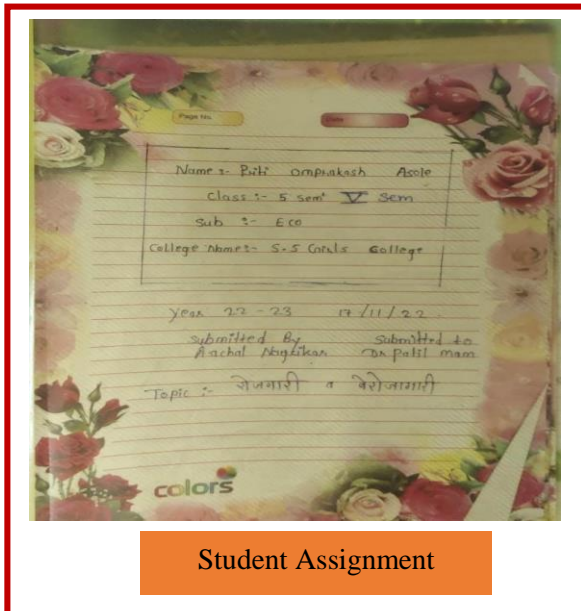 Page No.
Date
Name :- Priti Omprakash Asole
Class :- 5 sem V Sem
Sub :- Eco
College Name :- S.S Girls College
Year 22 - 23 17/11/22
Submitted By Submitted to
Aachal Dr Patil mam
Topic :- रोजगारी व बेरोजगारी
colors
Student Assignment